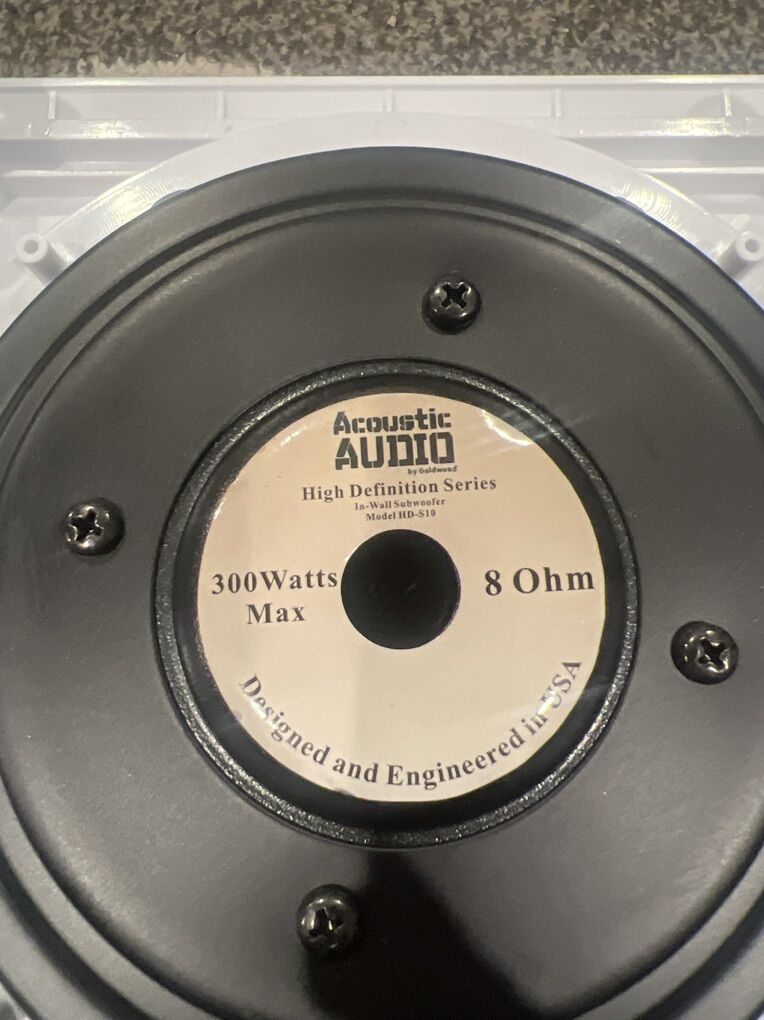 Acoustic
AUDIO
by Goldwood
High Definition Series
In-Wall Subwoofer
Model HD-S10
300Watts
Max
8 Ohm
Designed and Engineered in USA